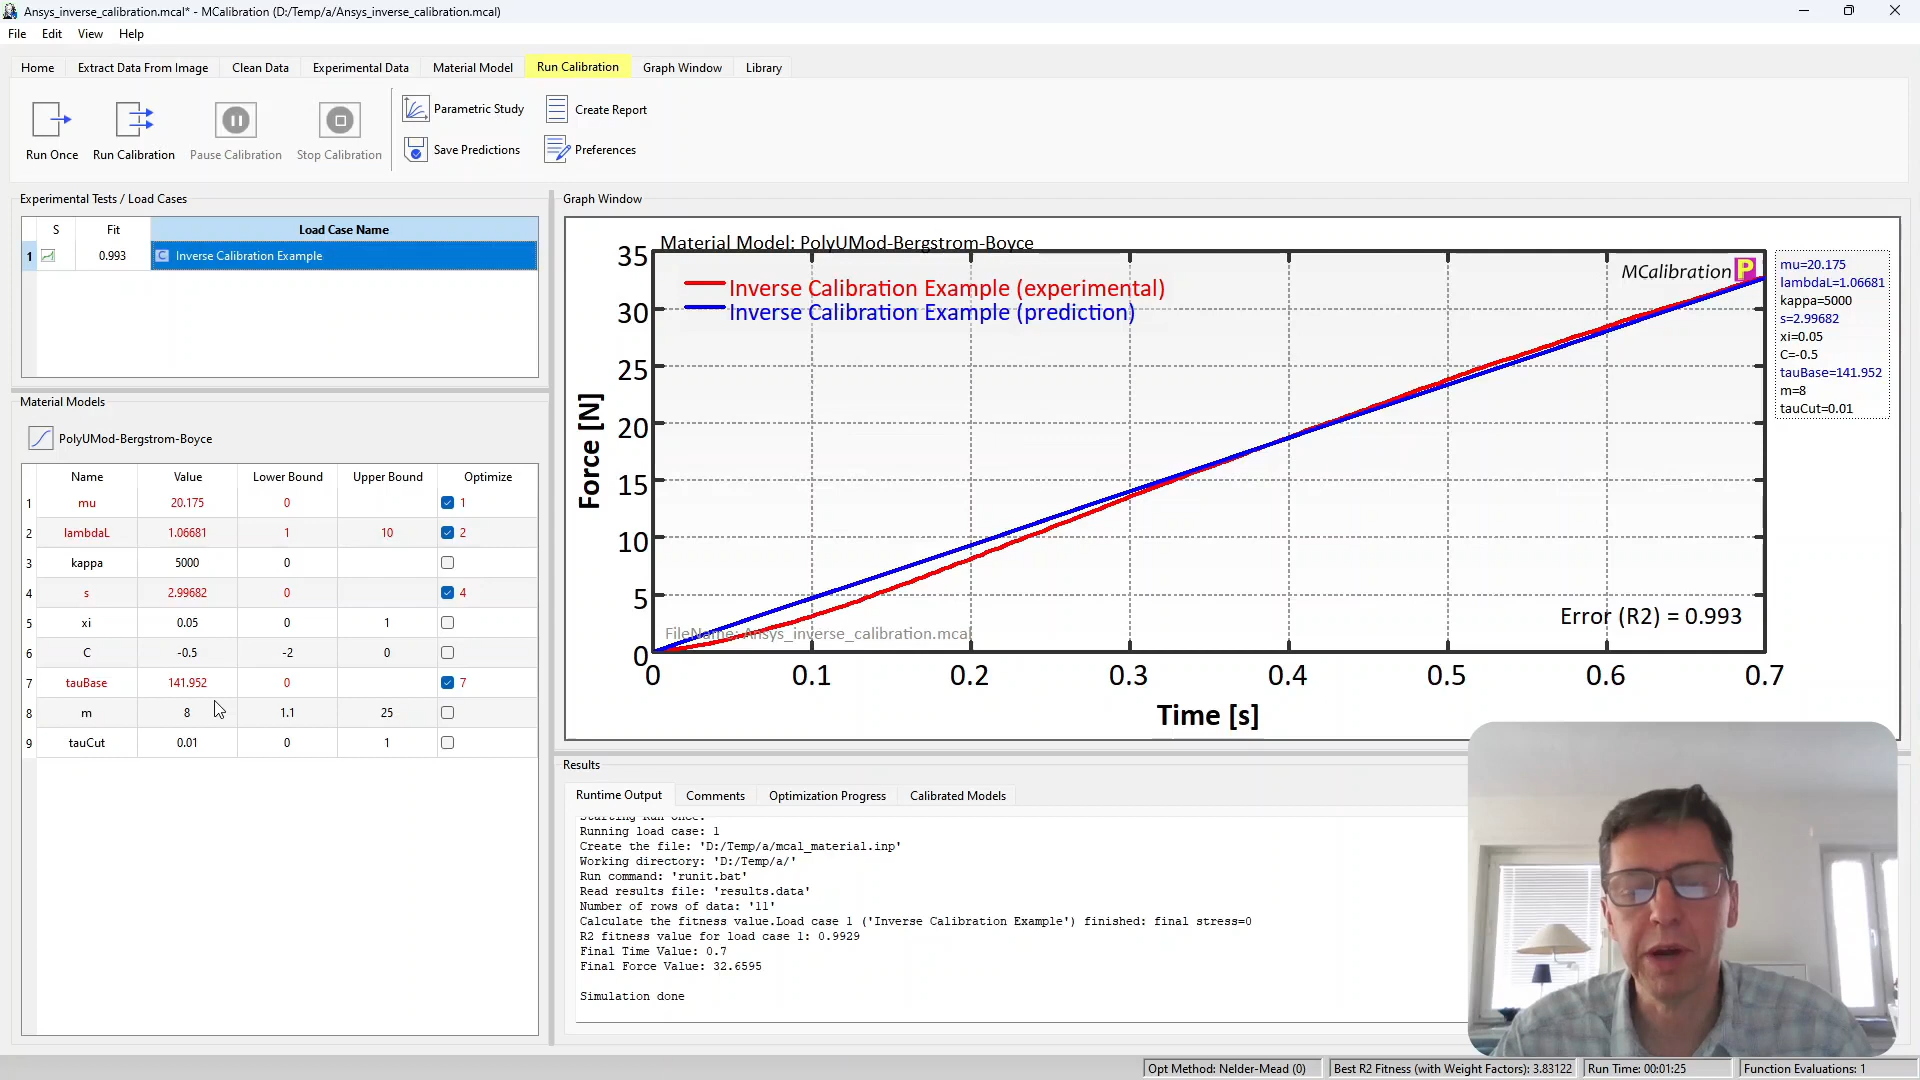 Ansys_inverse_calibration.mcal* - MCalibration (D:/Temp/a/Ansys_inverse_calibration.mcal)
File Edit View Help
Home Extract Data From Image Clean Data Experimental Data Material Model Run Calibration Graph Window Library
Run Once Run Calibration Pause Calibration Stop Calibration
Parametric Study Create Report
Save Predictions Preferences
Experimental Tests / Load Cases
S Fit Load Case Name
1 0.993 C Inverse Calibration Example
Material Models
PolyUMod-Bergstrom-Boyce
Name Value Lower Bound Upper Bound Optimize
1 mu 20.175 0 1
2 lambdaL 1.06681 1 10 2
3 kappa 5000 0
4 s 2.99682 0 4
5 xi 0.05 0 1
6 C -0.5 -2 0
7 tauBase 141.952 0 7
8 m 8 1.1 25
9 tauCut 0.01 0 1
Graph Window
Material Model: PolyUMod-Bergstrom-Boyce
Inverse Calibration Example (experimental)
Inverse Calibration Example (prediction)
MCalibration P
mu=20.175
lambdaL=1.06681
kappa=5000
s=2.99682
xi=0.05
C=-0.5
tauBase=141.952
m=8
tauCut=0.01
Force [N]
35
30
25
20
15
10
5
0
Error (R2) = 0.993
FileName: Ansys_inverse_calibration.mcal
0 0.1 0.2 0.3 0.4 0.5 0.6 0.7
Time [s]
Results
Runtime Output Comments Optimization Progress Calibrated Models
Starting Run Once.
Running load case: 1
Create the file: 'D:/Temp/a/mcal_material.inp'
Working directory: 'D:/Temp/a/'
Run command: 'runit.bat'
Read results file: 'results.data'
Number of rows of data: '11'
Calculate the fitness value.Load case 1 ('Inverse Calibration Example') finished: final stress=0
R2 fitness value for load case 1: 0.9929
Final Time Value: 0.7
Final Force Value: 32.6595
Simulation done
Opt Method: Nelder-Mead (0) Best R2 Fitness (with Weight Factors): 3.83122 Run Time: 00:01:25 Function Evaluations: 1